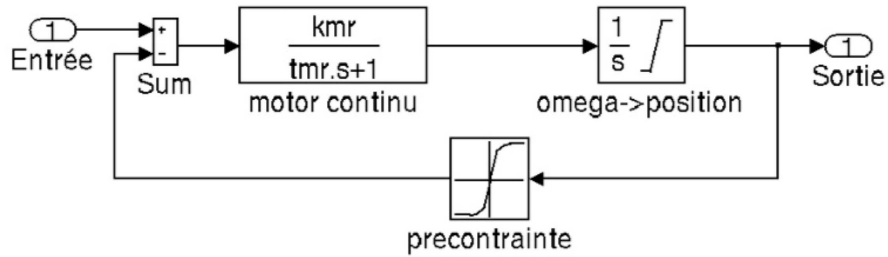 1
Entrée
+
-
Sum
kmr
tmr.s+1
motor continu
1
s
omega->position
1
Sortie
precontrainte